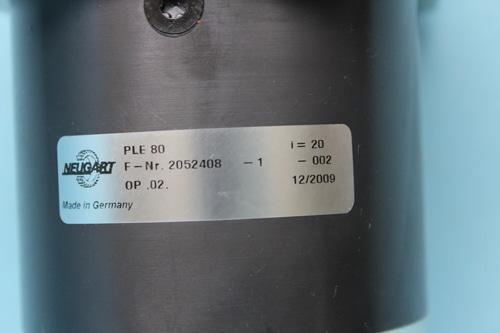 PLE 80 i = 20
NEUGART F-Nr. 2052408 -1 -002
OP .02. 12/2009
Made in Germany